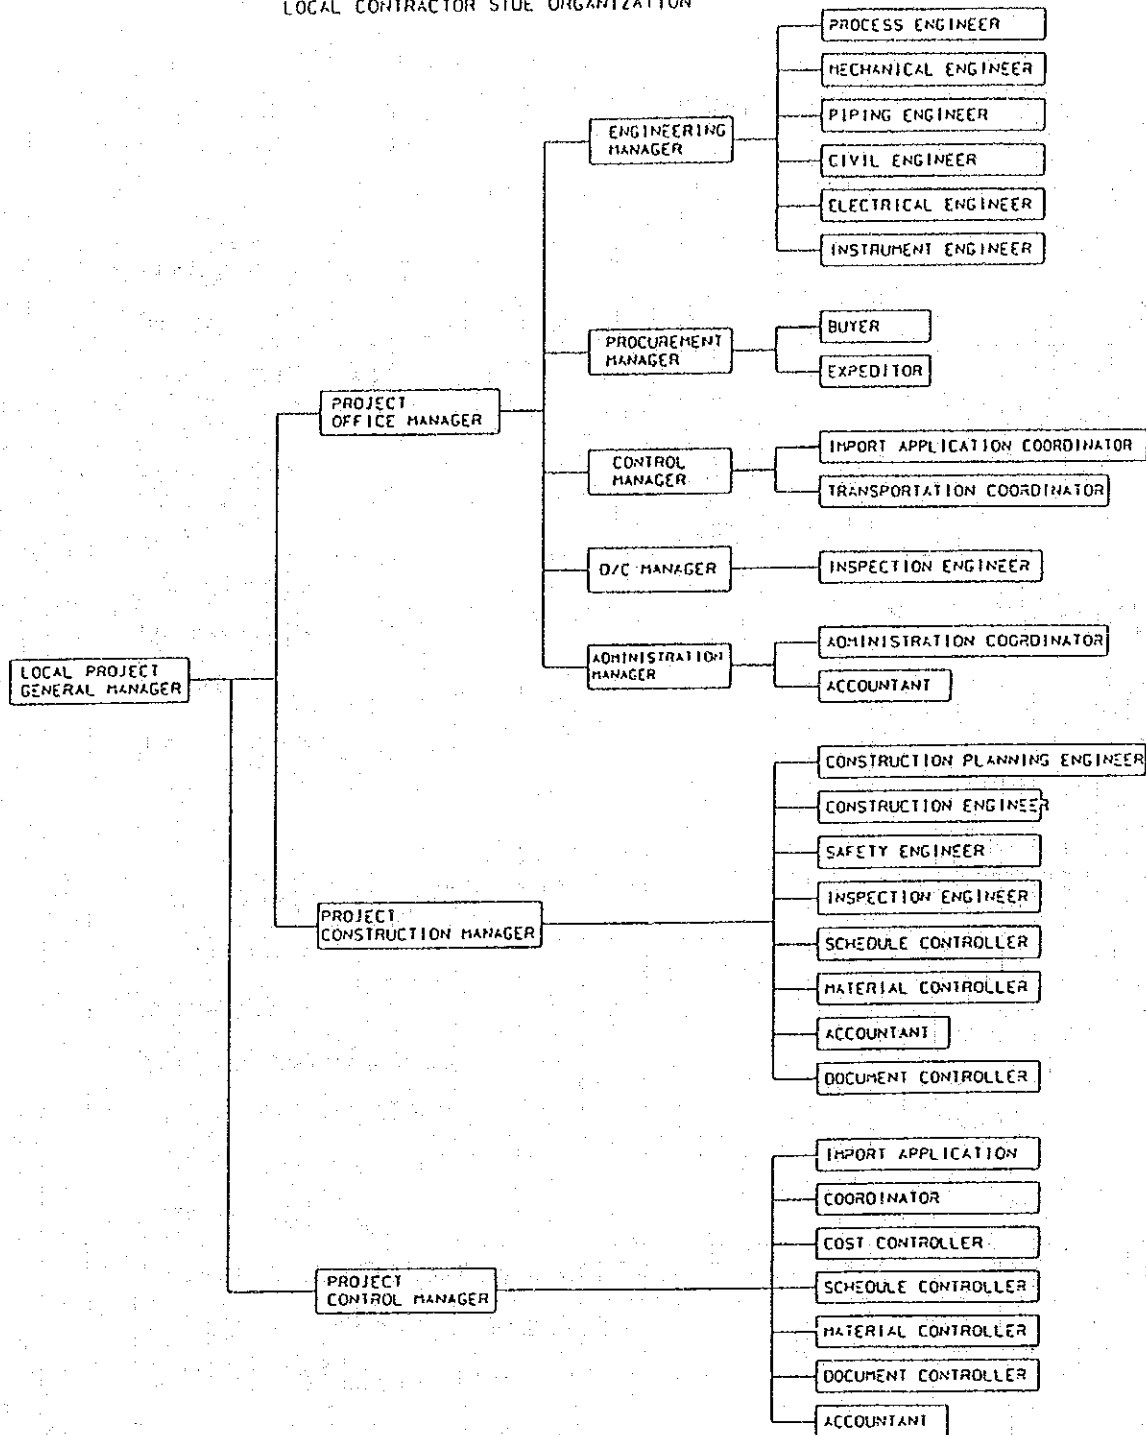 LOCAL CONTRACTOR SIDE ORGANIZATION
PROCESS ENGINEER
MECHANICAL ENGINEER
ENGINEERING
MANAGER
PIPING ENGINEER
CIVIL ENGINEER
ELECTRICAL ENGINEER
INSTRUMENT ENGINEER
PROCUREMENT
MANAGER
BUYER
EXPEDITOR
PROJECT
OFFICE MANAGER
CONTROL
MANAGER
IMPORT APPLICATION COORDINATOR
TRANSPORTATION COORDINATOR
Q/C MANAGER
INSPECTION ENGINEER
ADMINISTRATION
MANAGER
ADMINISTRATION COORDINATOR
ACCOUNTANT
LOCAL PROJECT
GENERAL MANAGER
CONSTRUCTION PLANNING ENGINEER
CONSTRUCTION ENGINEER
SAFETY ENGINEER
INSPECTION ENGINEER
PROJECT
CONSTRUCTION MANAGER
SCHEDULE CONTROLLER
MATERIAL CONTROLLER
ACCOUNTANT
DOCUMENT CONTROLLER
IMPORT APPLICATION
COORDINATOR
COST CONTROLLER
PROJECT
CONTROL MANAGER
SCHEDULE CONTROLLER
MATERIAL CONTROLLER
DOCUMENT CONTROLLER
ACCOUNTANT